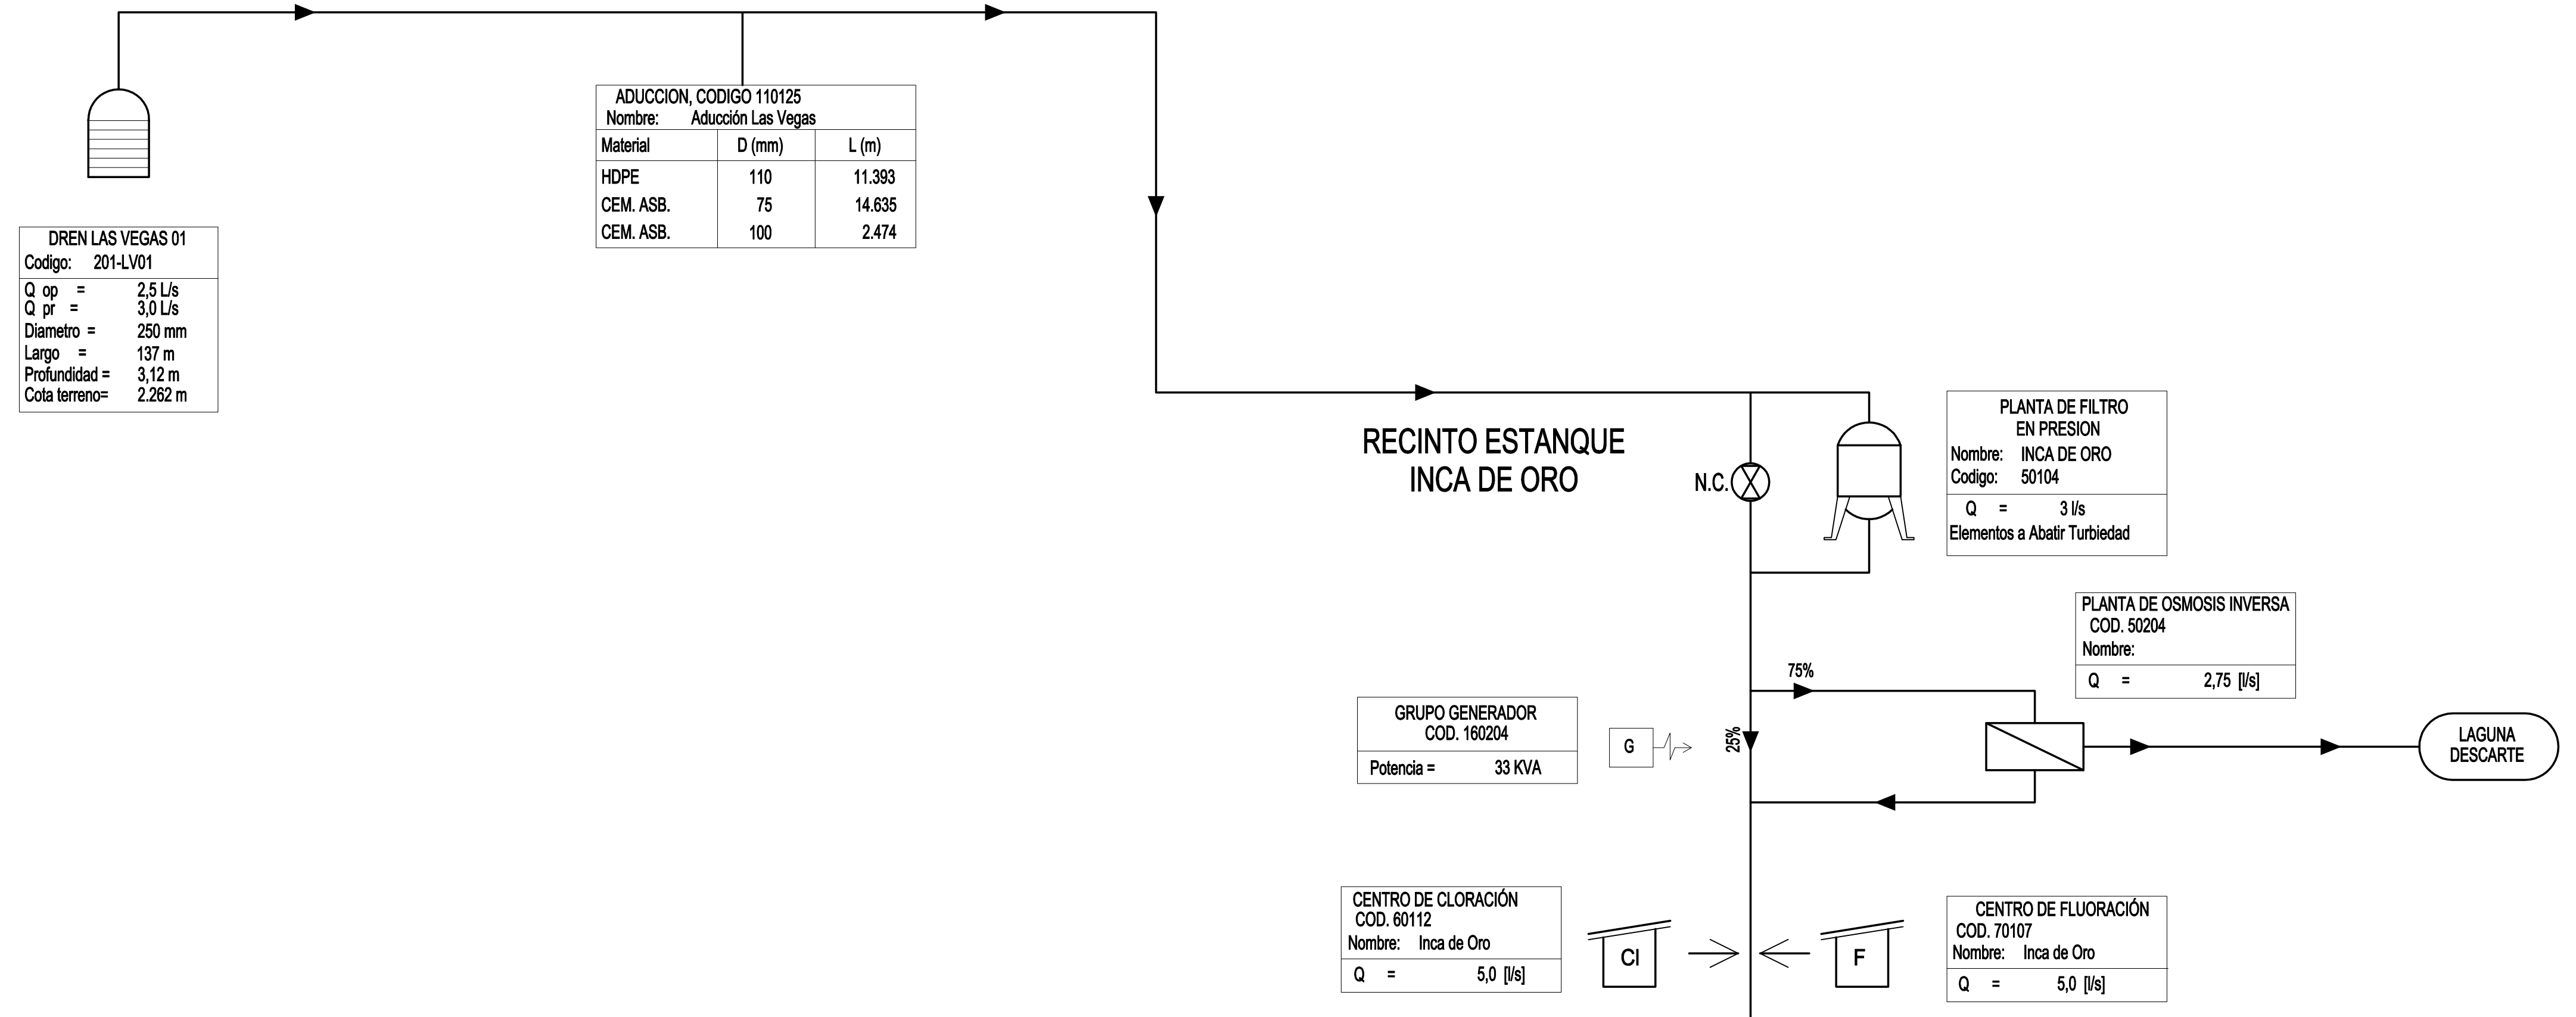 ADUCCION, CODIGO 110125
Nombre: Aducción Las Vegas
Material D (mm) L (m)
HDPE 110 11.393
CEM. ASB. 75 14.635
CEM. ASB. 100 2.474
DREN LAS VEGAS 01
Codigo: 201-LV01
Q op = 2,5 L/s
Q pr = 3,0 L/s
Diametro = 250 mm
Largo = 137 m
Profundidad = 3,12 m
Cota terreno= 2.262 m
RECINTO ESTANQUE
INCA DE ORO
N.C.
PLANTA DE FILTRO
EN PRESION
Nombre: INCA DE ORO
Codigo: 50104
Q = 3 l/s
Elementos a Abatir Turbiedad
PLANTA DE OSMOSIS INVERSA
COD. 50204
Nombre:
Q = 2,75 [l/s]
75%
25%
GRUPO GENERADOR
COD. 160204
Potencia = 33 KVA
G
LAGUNA
DESCARTE
CENTRO DE CLORACIÓN
COD. 60112
Nombre: Inca de Oro
Q = 5,0 [l/s]
Cl
F
CENTRO DE FLUORACIÓN
COD. 70107
Nombre: Inca de Oro
Q = 5,0 [l/s]